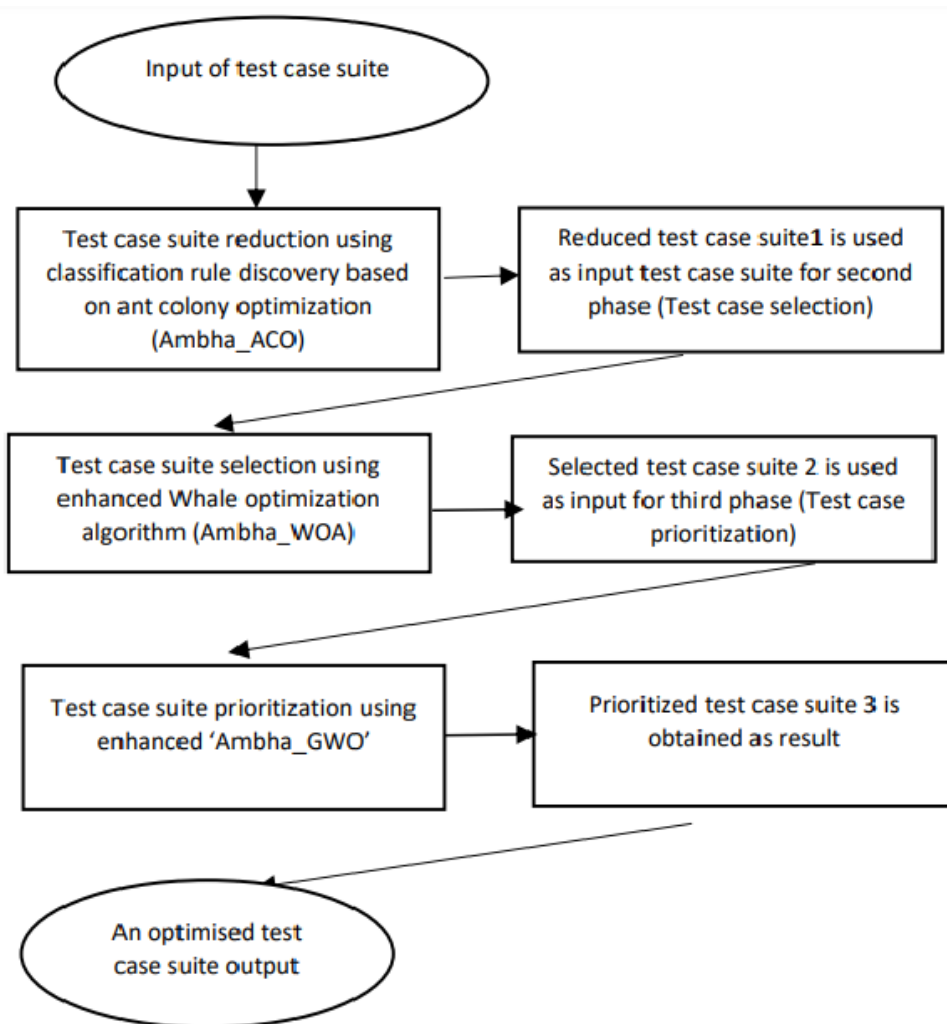 Input of test case suite
Test case suite reduction using
classification rule discovery based
on ant colony optimization
(Ambha_ACO)
Reduced test case suite1 is used
as input test case suite for second
phase (Test case selection)
Test case suite selection using
enhanced Whale optimization
algorithm (Ambha_WOA)
Selected test case suite 2 is used
as input for third phase (Test case
prioritization)
Test case suite prioritization using
enhanced ‘Ambha_GWO’
Prioritized test case suite 3 is
obtained as result
An optimised test
case suite output